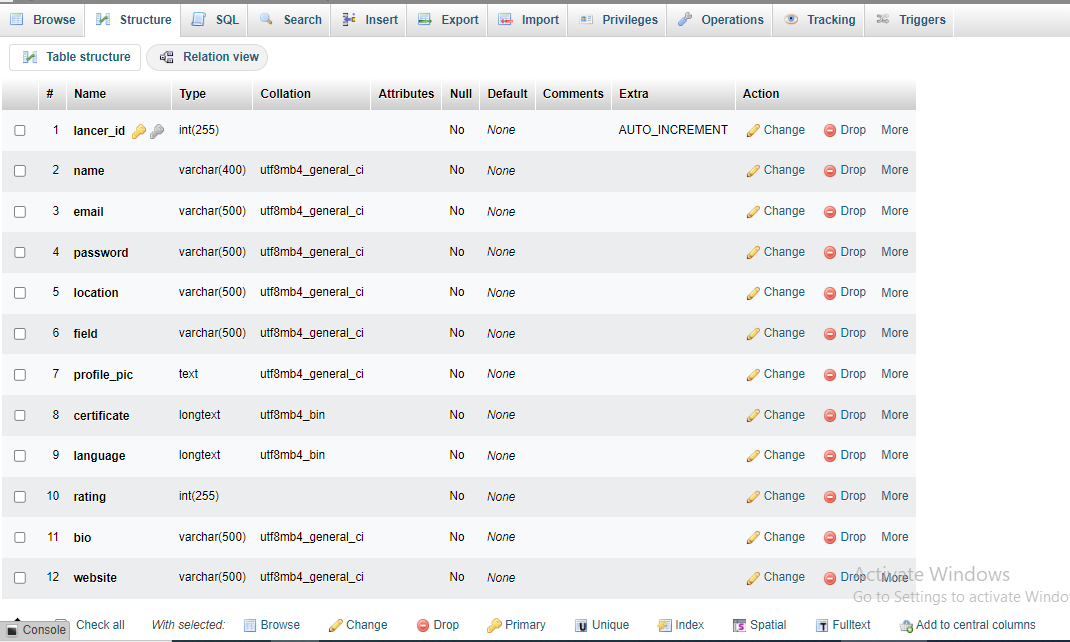 Browse Structure SQL Search Insert Export Import Privileges Operations Tracking Triggers
Table structure Relation view
# Name Type Collation Attributes Null Default Comments Extra Action
1 lancer_id int(255) No None AUTO_INCREMENT Change Drop More
2 name varchar(400) utf8mb4_general_ci No None Change Drop More
3 email varchar(500) utf8mb4_general_ci No None Change Drop More
4 password varchar(500) utf8mb4_general_ci No None Change Drop More
5 location varchar(500) utf8mb4_general_ci No None Change Drop More
6 field varchar(500) utf8mb4_general_ci No None Change Drop More
7 profile_pic text utf8mb4_general_ci No None Change Drop More
8 certificate longtext utf8mb4_bin No None Change Drop More
9 language longtext utf8mb4_bin No None Change Drop More
10 rating int(255) No None Change Drop More
11 bio varchar(500) utf8mb4_general_ci No None Change Drop More
12 website varchar(500) utf8mb4_general_ci No None Change Drop More
Activate Windows
Go to Settings to activate Windo
Console Check all With selected: Browse Change Drop Primary Unique Index Spatial Fulltext Add to central columns